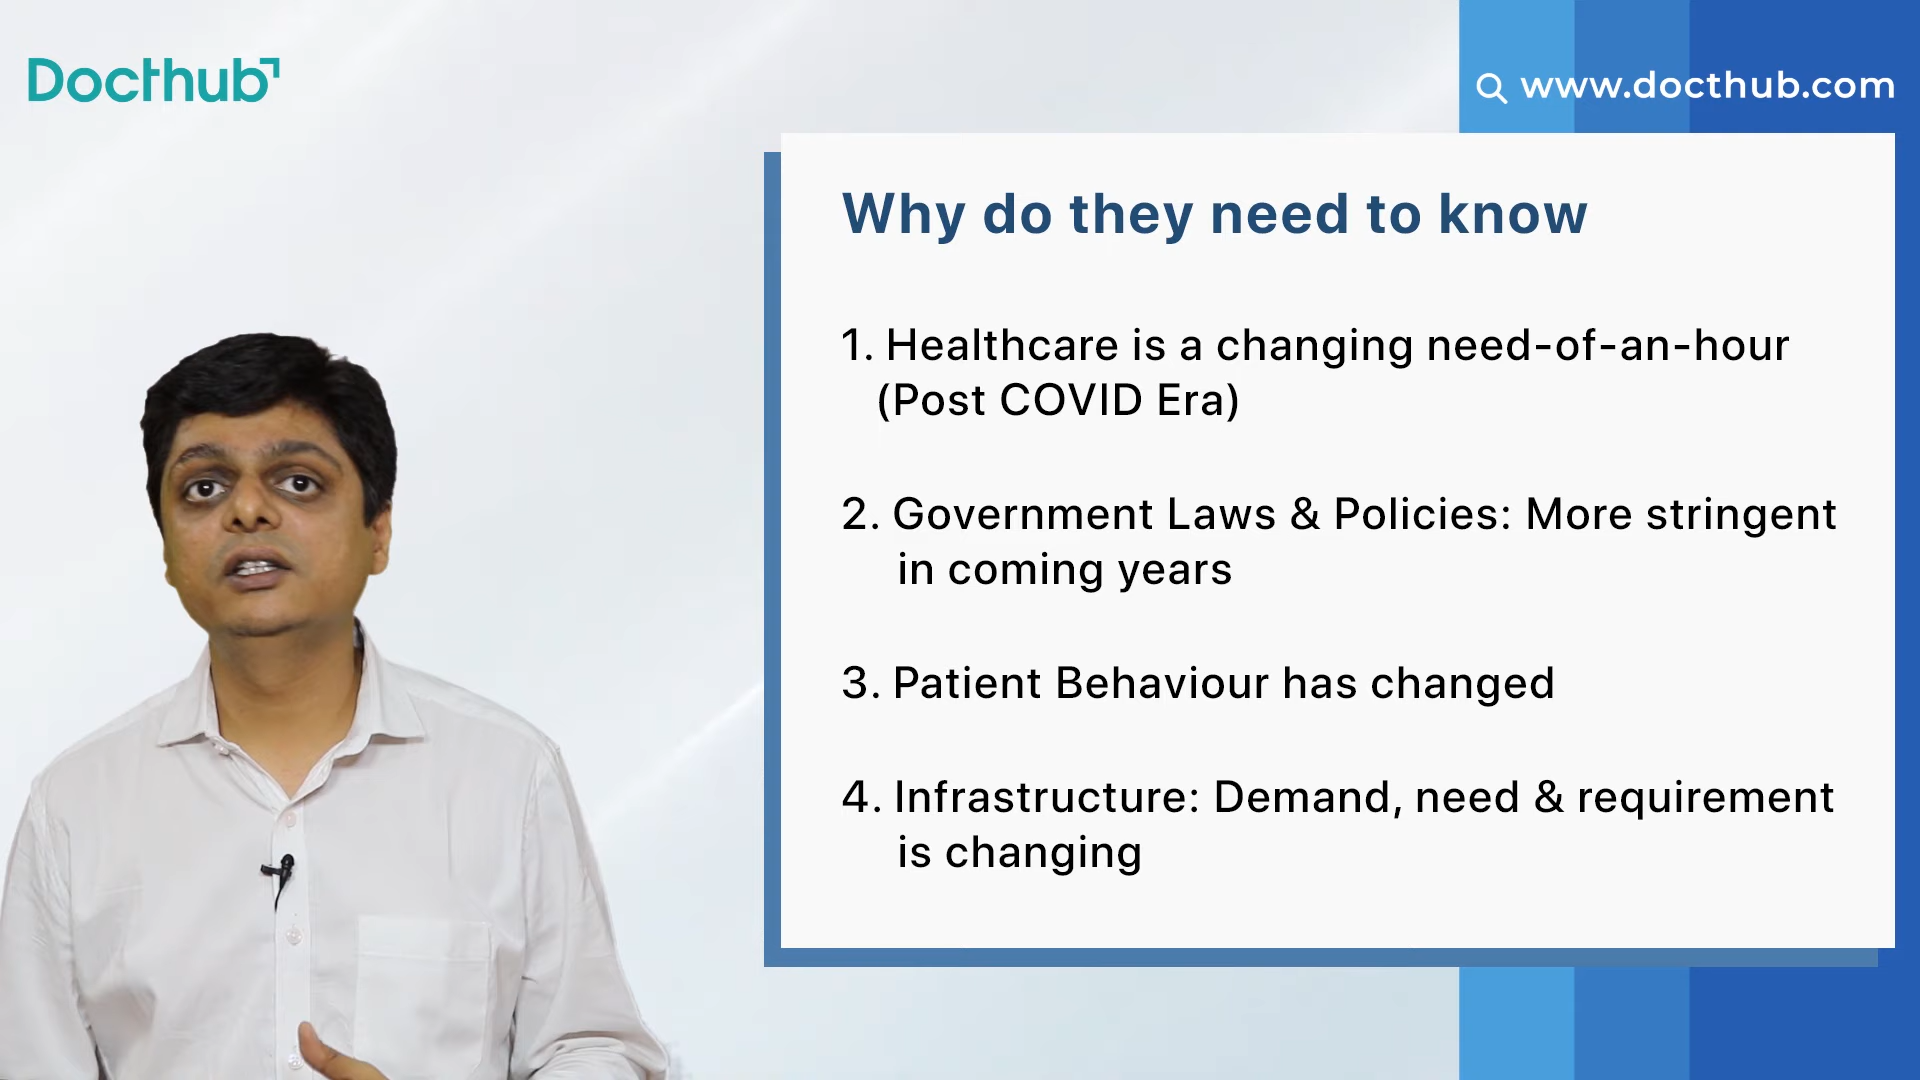 Docthub
www.docthub.com
Why do they need to know
1. Healthcare is a changing need-of-an-hour
(Post COVID Era)
2. Government Laws & Policies: More stringent
in coming years
3. Patient Behaviour has changed
4. Infrastructure: Demand, need & requirement
is changing